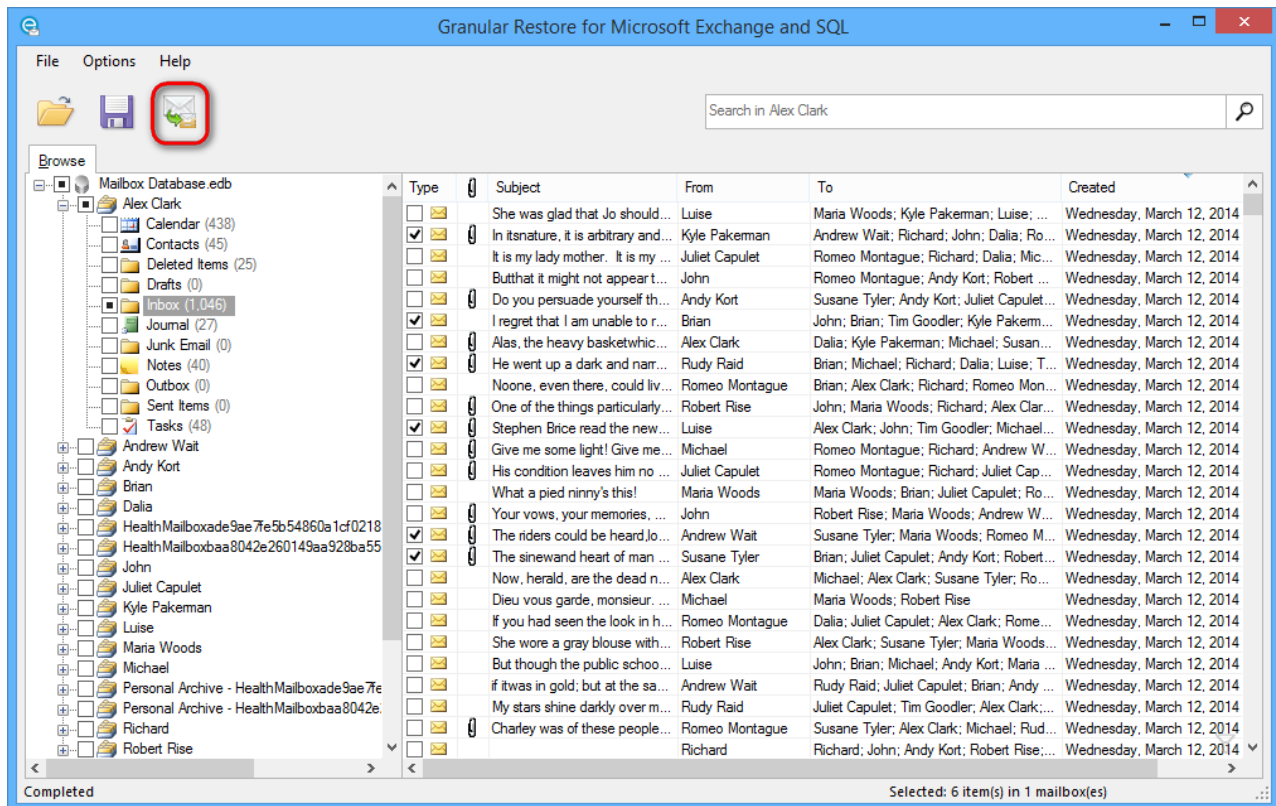 Granular Restore for Microsoft Exchange and SQL
File Options Help
Search in Alex Clark
Browse
Mailbox Database.edb
Alex Clark
Calendar (438)
Contacts (45)
Deleted Items (25)
Drafts (0)
Inbox (1,046)
Journal (27)
Junk Email (0)
Notes (40)
Outbox (0)
Sent Items (0)
Tasks (48)
Andrew Wait
Andy Kort
Brian
Dalia
HealthMailboxade9ae7fe5b54860a1cf0218
HealthMailboxbaa8042e260149aa928ba55
John
Juliet Capulet
Kyle Pakerman
Luise
Maria Woods
Michael
Personal Archive - HealthMailboxade9ae7fe
Personal Archive - HealthMailboxbaa8042e
Richard
Robert Rise
Type Subject From To Created
She was glad that Jo should... Luise Maria Woods; Kyle Pakerman; Luise; ... Wednesday, March 12, 2014
In itsnature, it is arbitrary and... Kyle Pakerman Andrew Wait; Richard; John; Dalia; Ro... Wednesday, March 12, 2014
It is my lady mother. It is my ... Juliet Capulet Romeo Montague; Richard; Dalia; Mic... Wednesday, March 12, 2014
Butthat it might not appear t... John Romeo Montague; Andy Kort; Robert ... Wednesday, March 12, 2014
Do you persuade yourself th... Andy Kort Susane Tyler; Andy Kort; Juliet Capulet... Wednesday, March 12, 2014
I regret that I am unable to r... Brian John; Brian; Tim Goodler; Kyle Pakerm... Wednesday, March 12, 2014
Alas, the heavy basketwhic... Alex Clark Dalia; Kyle Pakerman; Michael; Susan... Wednesday, March 12, 2014
He went up a dark and narr... Rudy Raid Brian; Michael; Richard; Dalia; Luise; T... Wednesday, March 12, 2014
Noone, even there, could liv... Romeo Montague Brian; Alex Clark; Richard; Romeo Mon... Wednesday, March 12, 2014
One of the things particularly... Robert Rise John; Maria Woods; Richard; Alex Clar... Wednesday, March 12, 2014
Stephen Brice read the new... Luise Alex Clark; John; Tim Goodler; Michael... Wednesday, March 12, 2014
Give me some light! Give me... Michael Romeo Montague; Richard; Andrew W... Wednesday, March 12, 2014
His condition leaves him no ... Juliet Capulet Romeo Montague; Richard; Juliet Cap... Wednesday, March 12, 2014
What a pied ninny's this! Maria Woods Maria Woods; Brian; Juliet Capulet; Ro... Wednesday, March 12, 2014
Your vows, your memories, ... John Robert Rise; Maria Woods; Andrew W... Wednesday, March 12, 2014
The riders could be heard,lo... Andrew Wait Susane Tyler; Maria Woods; Romeo M... Wednesday, March 12, 2014
The sinewand heart of man ... Susane Tyler Brian; Juliet Capulet; Andy Kort; Robert... Wednesday, March 12, 2014
Now, herald, are the dead n... Alex Clark Michael; Alex Clark; Susane Tyler; Ro... Wednesday, March 12, 2014
Dieu vous garde, monsieur. ... Michael Maria Woods; Robert Rise Wednesday, March 12, 2014
If you had seen the look in h... Romeo Montague Dalia; Juliet Capulet; Alex Clark; Rome... Wednesday, March 12, 2014
She wore a gray blouse with... Robert Rise Alex Clark; Susane Tyler; Maria Woods... Wednesday, March 12, 2014
But though the public schoo... Luise John; Brian; Michael; Andy Kort; Maria ... Wednesday, March 12, 2014
if itwas in gold; but at the sa... Andrew Wait Rudy Raid; Juliet Capulet; Brian; Andy ... Wednesday, March 12, 2014
My stars shine darkly over m... Rudy Raid Juliet Capulet; Tim Goodler; Alex Clark;... Wednesday, March 12, 2014
Charley was of these people... Romeo Montague Susane Tyler; Alex Clark; Michael; Rud... Wednesday, March 12, 2014
Richard Richard; John; Andy Kort; Robert Rise;... Wednesday, March 12, 2014
Completed Selected: 6 item(s) in 1 mailbox(es)